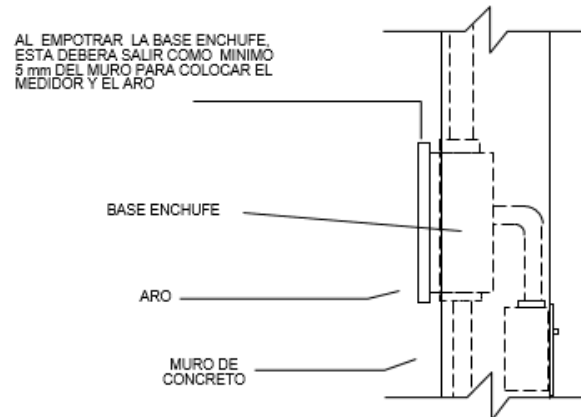 AL EMPOTRAR LA BASE ENCHUFE,
ESTA DEBERA SALIR COMO MINIMO
5 mm DEL MURO PARA COLOCAR EL
MEDIDOR Y EL ARO
BASE ENCHUFE
ARO
MURO DE
CONCRETO